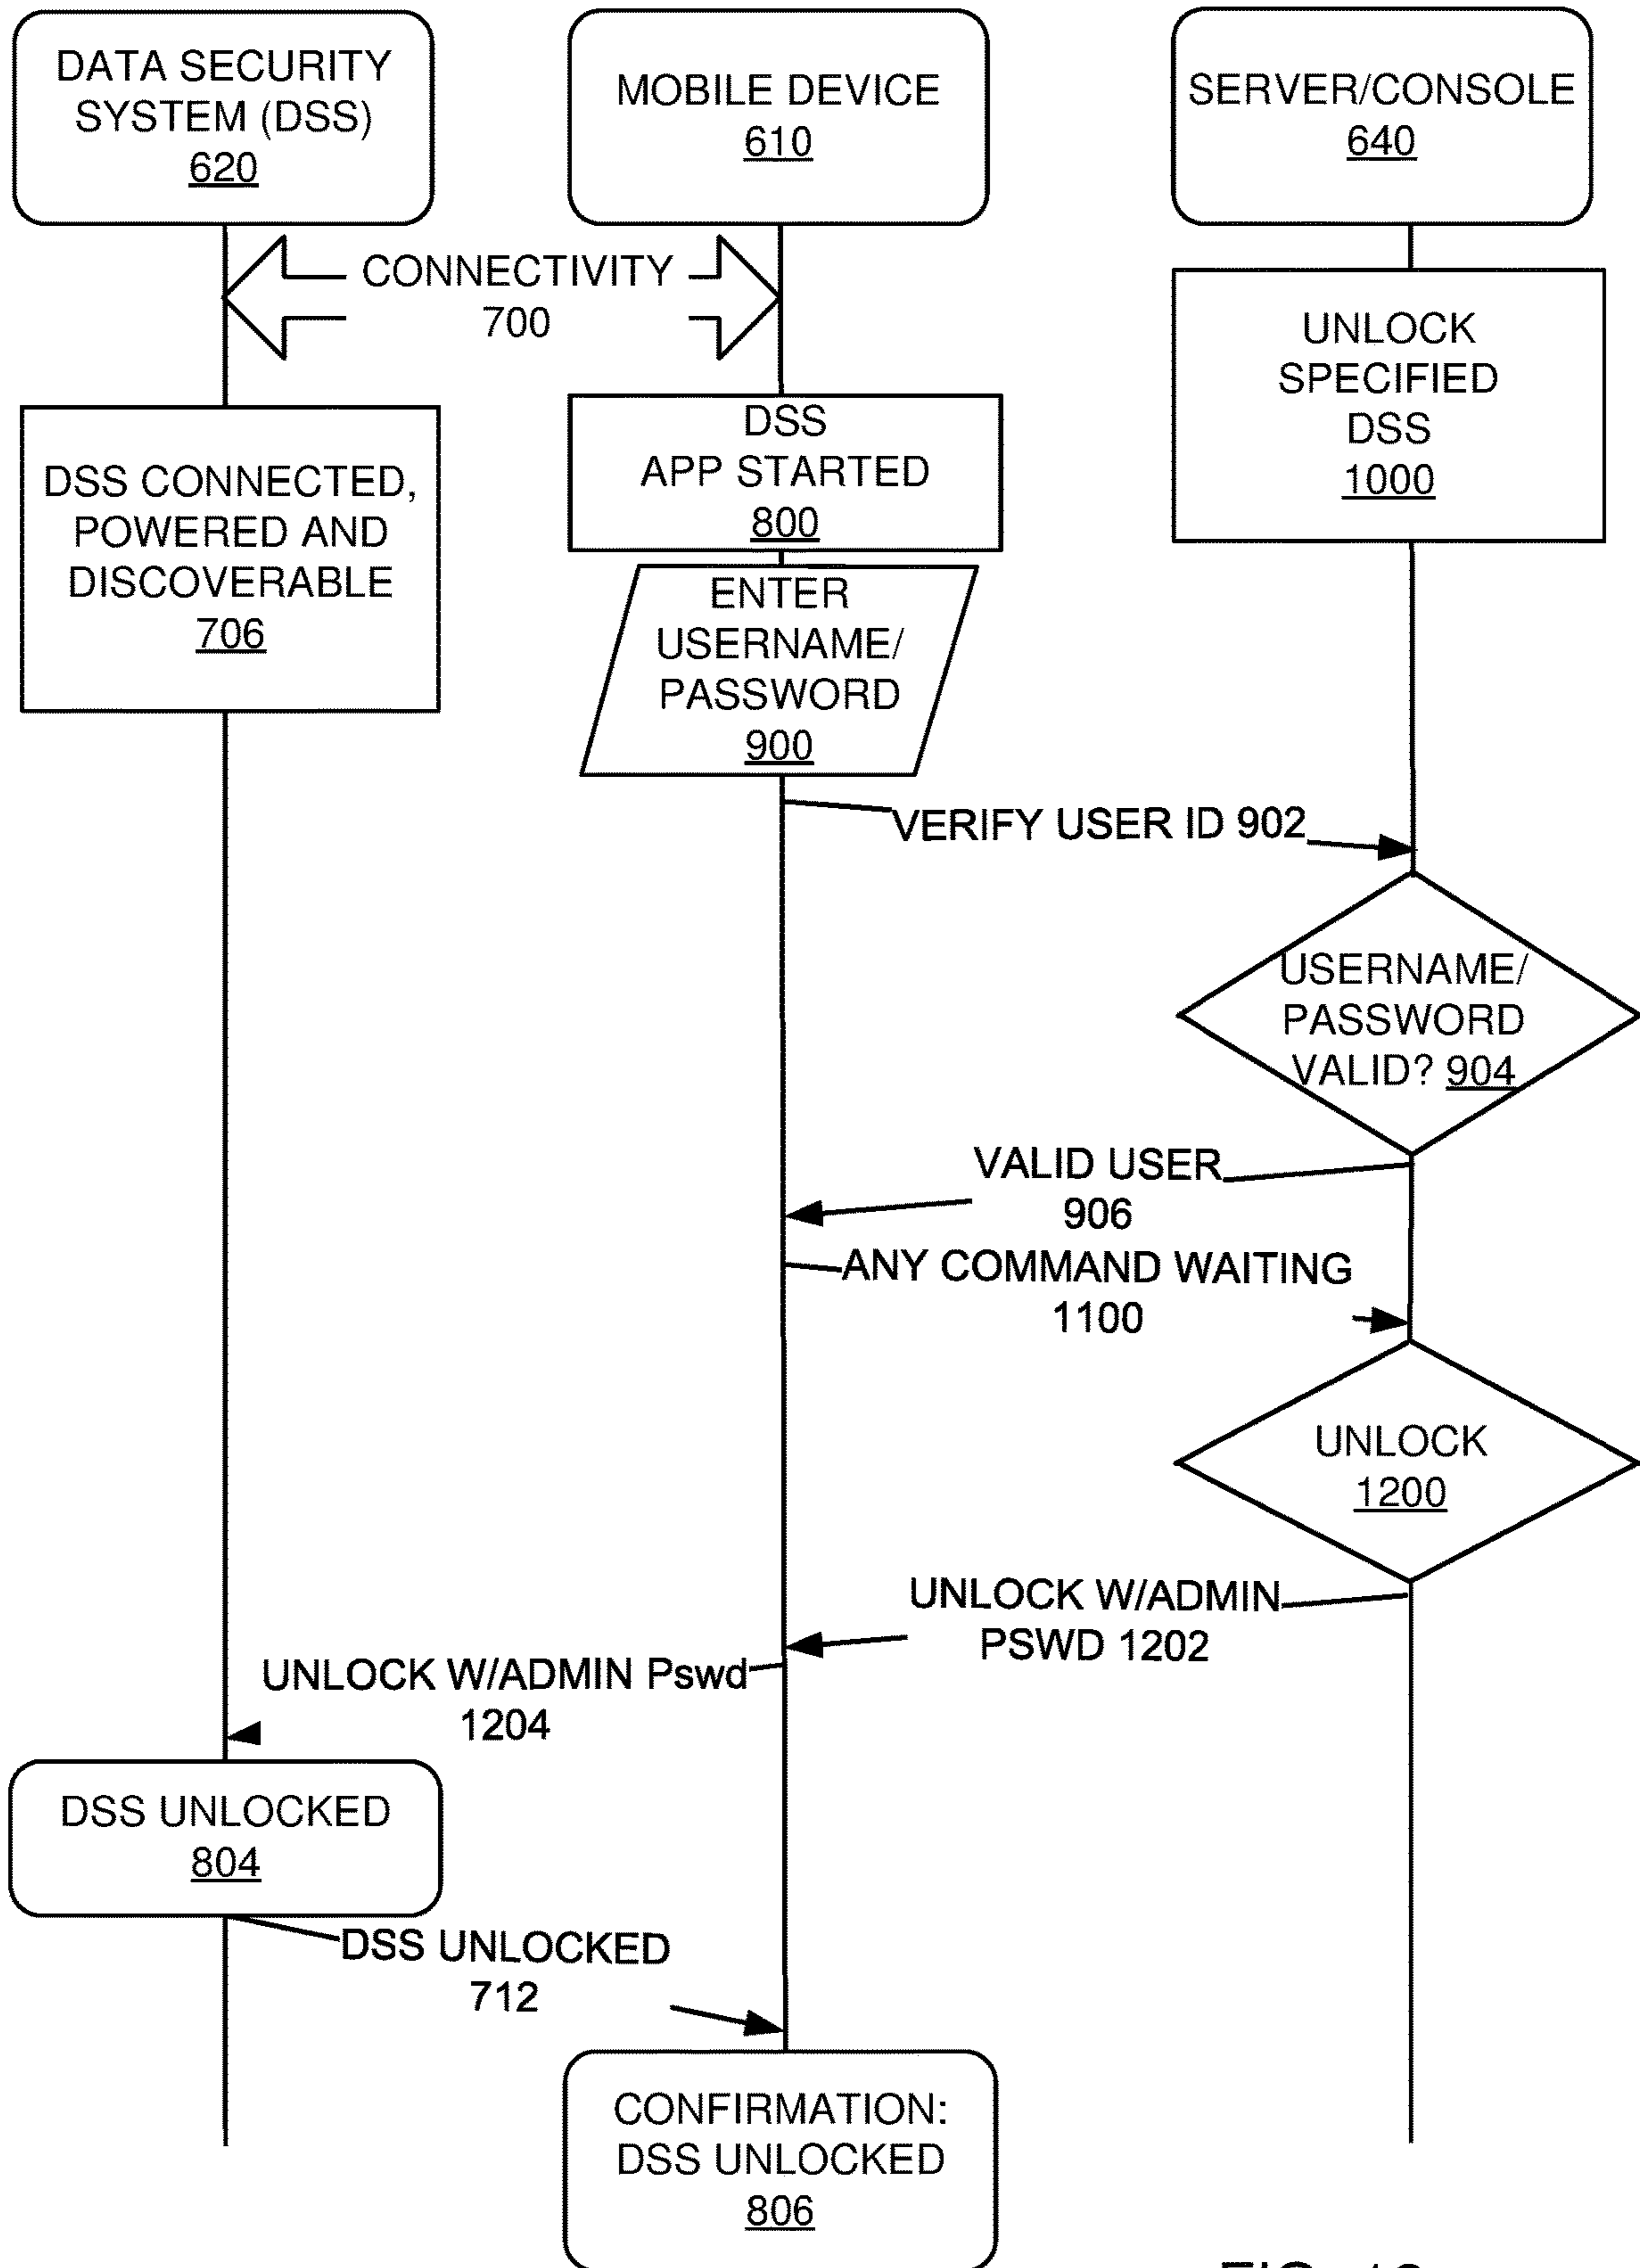 DATA SECURITY
SYSTEM (DSS)
620
MOBILE DEVICE
610
SERVER/CONSOLE
640
CONNECTIVITY
700
UNLOCK
SPECIFIED
DSS
1000
DSS CONNECTED,
POWERED AND
DISCOVERABLE
706
DSS
APP STARTED
800
ENTER
USERNAME/
PASSWORD
900
VERIFY USER ID 902
USERNAME/
PASSWORD
VALID? 904
VALID USER
906
ANY COMMAND WAITING
1100
UNLOCK
1200
UNLOCK W/ADMIN
PSWD 1202
UNLOCK W/ADMIN Pswd
1204
DSS UNLOCKED
804
DSS UNLOCKED
712
CONFIRMATION:
DSS UNLOCKED
806